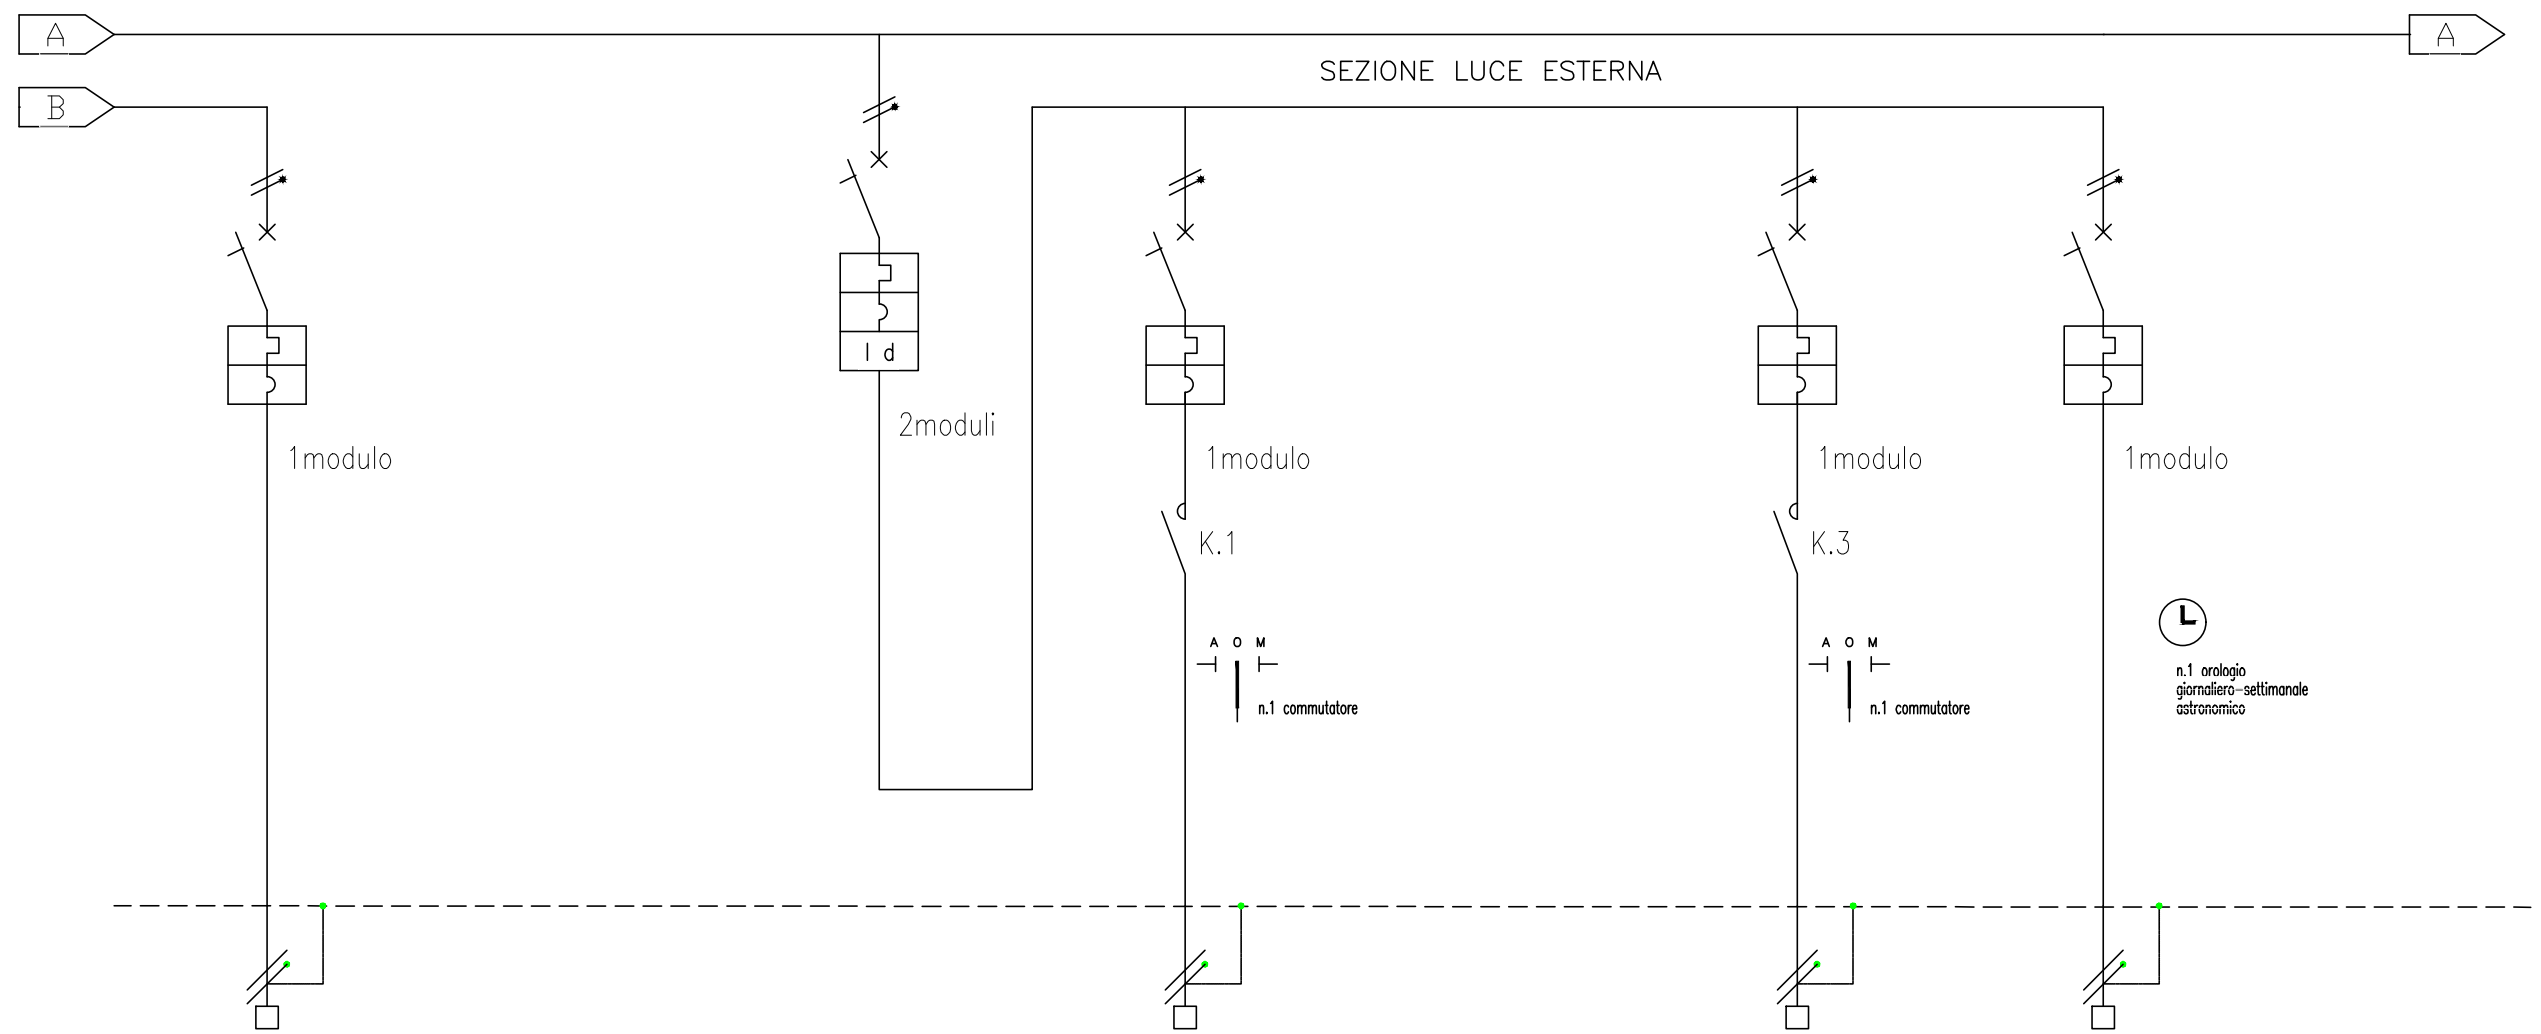 A
A
SEZIONE LUCE ESTERNA
B
I d
2moduli
1modulo
1modulo
1modulo
1modulo
K.1
K.3
A O M
A O M
n.1 commutatore
n.1 commutatore
n.1 orologio
giornaliero-settimanale
astronomico